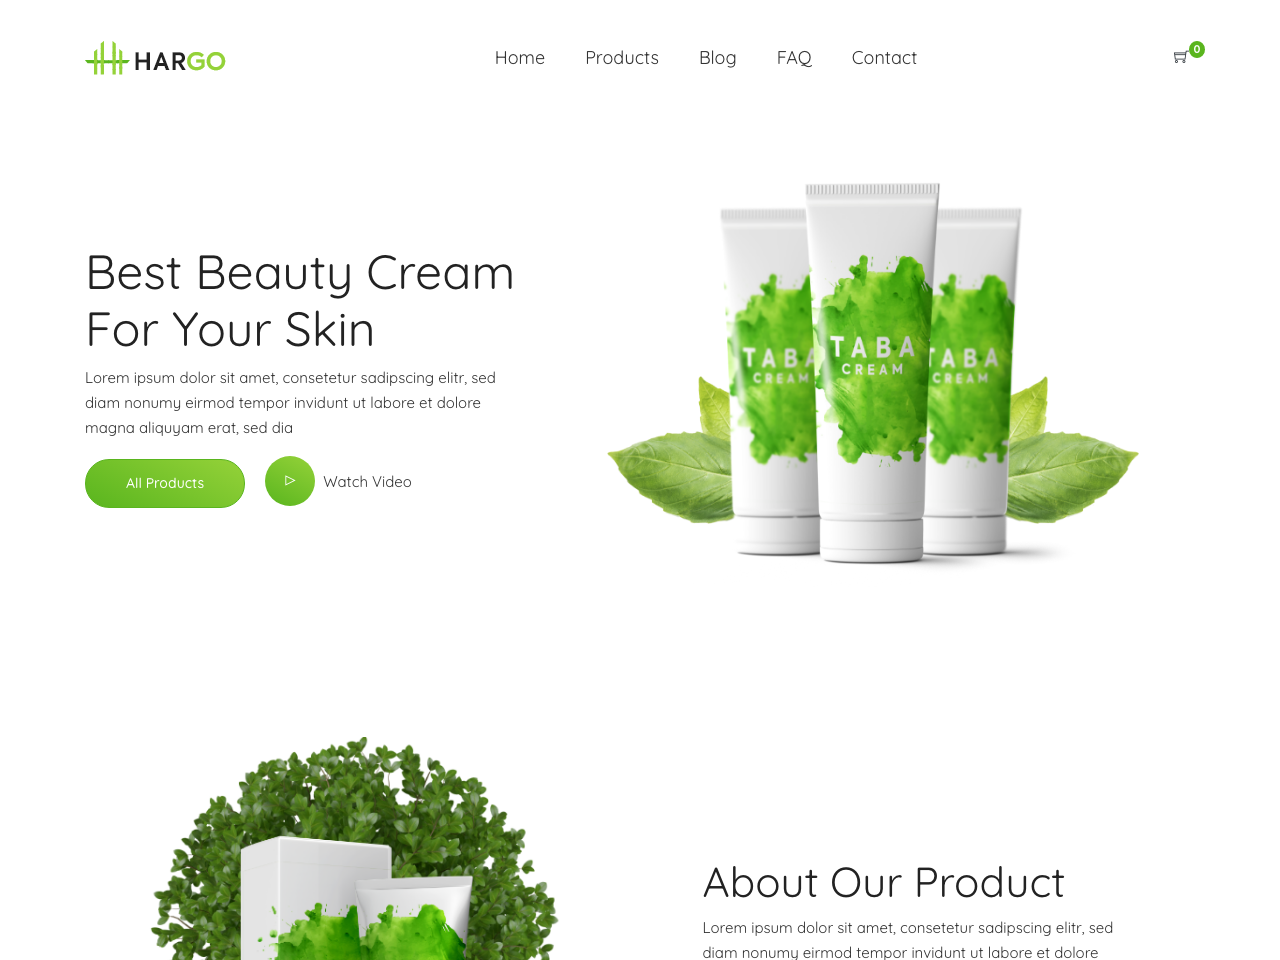 HARGO
Home
Products
Blog
FAQ
Contact
0
Best Beauty Cream
For Your Skin
Lorem ipsum dolor sit amet, consetetur sadipscing elitr, sed
diam nonumy eirmod tempor invidunt ut labore et dolore
magna aliquyam erat, sed dia
All Products
Watch Video
TABA
CREAM
TABA
CREAM
TABA
CREAM
About Our Product
Lorem ipsum dolor sit amet, consetetur sadipscing elitr, sed
diam nonumy eirmod tempor invidunt ut labore et dolore